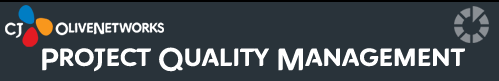 CJ OLIVENETWORKS
PROJECT QUALITY MANAGEMENT